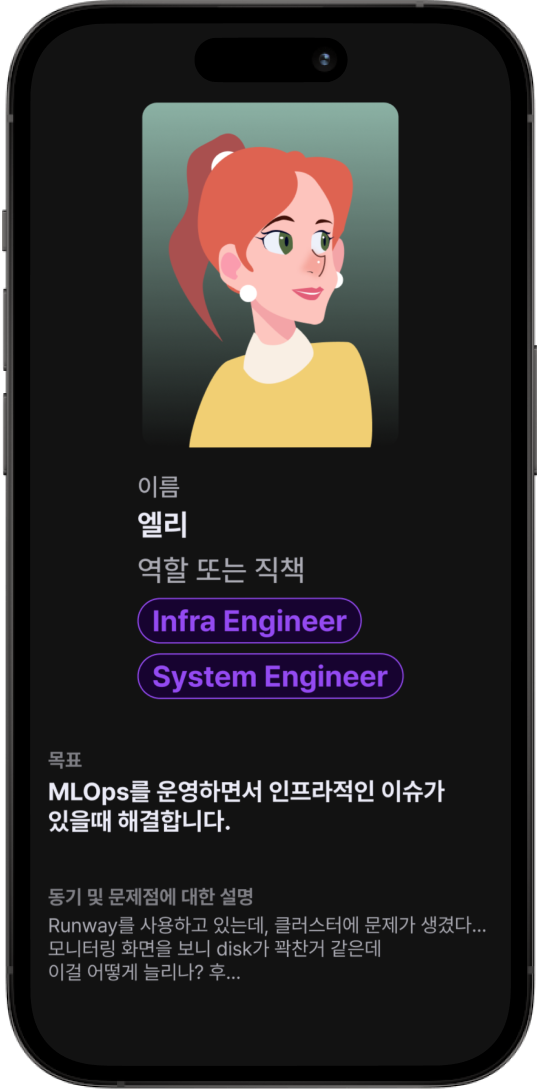 이름
엘리
역할 또는 직책
Infra Engineer
System Engineer
목표
MLOps를 운영하면서 인프라적인 이슈가
있을때 해결합니다.
동기 및 문제점에 대한 설명
Runway를 사용하고 있는데, 클러스터에 문제가 생겼다...
모니터링 화면을 보니 disk가 꽉찬거 같은데
이걸 어떻게 늘리나? 후...